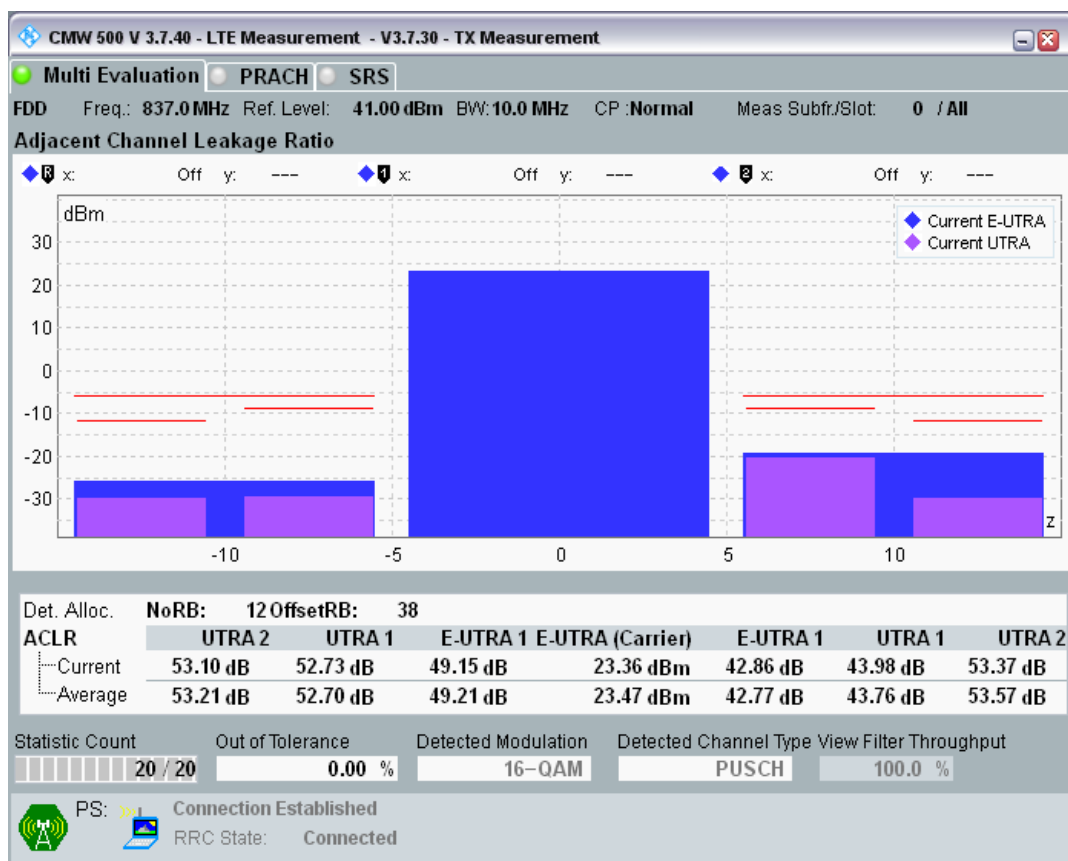 CMW 500 V 3.7.40 - LTE Measurement - V3.7.30 - TX Measurement
Multi Evaluation PRACH SRS
FDD Freq.: 837.0 MHz Ref. Level: 41.00 dBm BW: 10.0 MHz CP :Normal Meas Subfr./Slot: 0 / All
Adjacent Channel Leakage Ratio
R x: Off y: --- 1 x: Off y: --- 2 x: Off y: ---
dBm
Current E-UTRA
Current UTRA
30
20
10
0
-10
-20
-30
z
-10 -5 0 5 10
Det. Alloc. NoRB: 12 OffsetRB: 38
ACLR UTRA 2 UTRA 1 E-UTRA 1 E-UTRA (Carrier) E-UTRA 1 UTRA 1 UTRA 2
Current 53.10 dB 52.73 dB 49.15 dB 23.36 dBm 42.86 dB 43.98 dB 53.37 dB
Average 53.21 dB 52.70 dB 49.21 dB 23.47 dBm 42.77 dB 43.76 dB 53.57 dB
Statistic Count Out of Tolerance Detected Modulation Detected Channel Type View Filter Throughput
20 / 20 0.00 % 16-QAM PUSCH 100.0 %
PS: Connection Established
RRC State: Connected